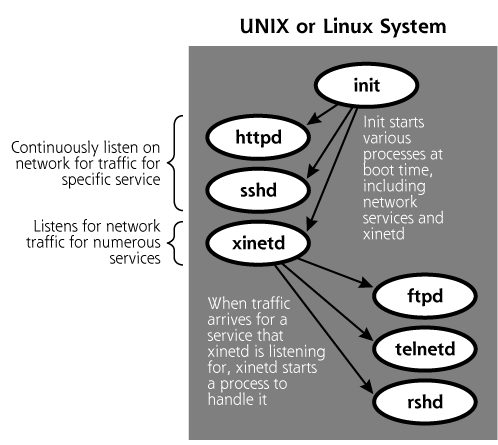 UNIX or Linux System
init
httpd
sshd
xinetd
Continuously listen on
network for traffic for
specific service
Listens for network
traffic for numerous
services
Init starts
various
processes at
boot time,
including
network
services and
xinetd
When traffic
arrives for a
service that
xinetd is listening
for, xinetd starts
a process to
handle it
ftpd
telnetd
rshd